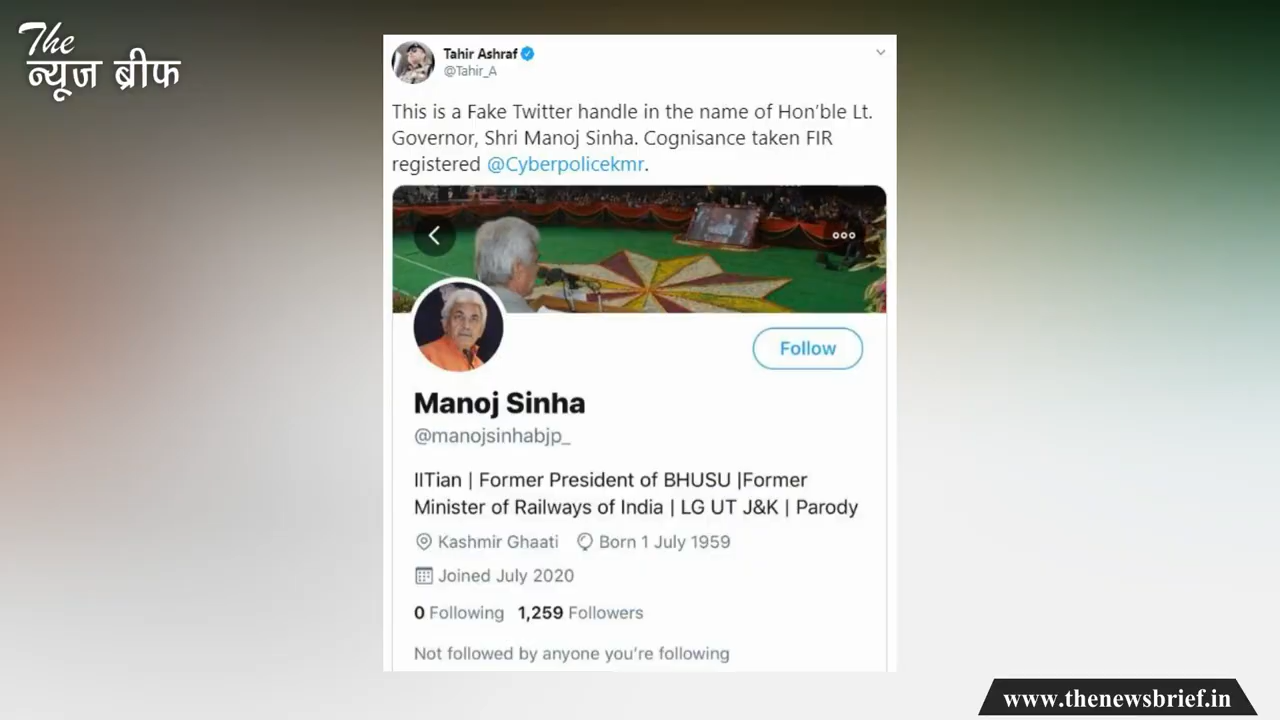 The
न्यूज ब्रीफ
Tahir Ashraf
@Tahir_A
This is a Fake Twitter handle in the name of Hon'ble Lt.
Governor, Shri Manoj Sinha. Cognisance taken FIR
registered @Cyberpolicekmr.
Follow
Manoj Sinha
@manojsinhabjp_
IITian | Former President of BHUSU |Former
Minister of Railways of India | LG UT J&K | Parody
Kashmir Ghaati Born 1 July 1959
Joined July 2020
0 Following 1,259 Followers
Not followed by anyone you're following
www.thenewsbrief.in